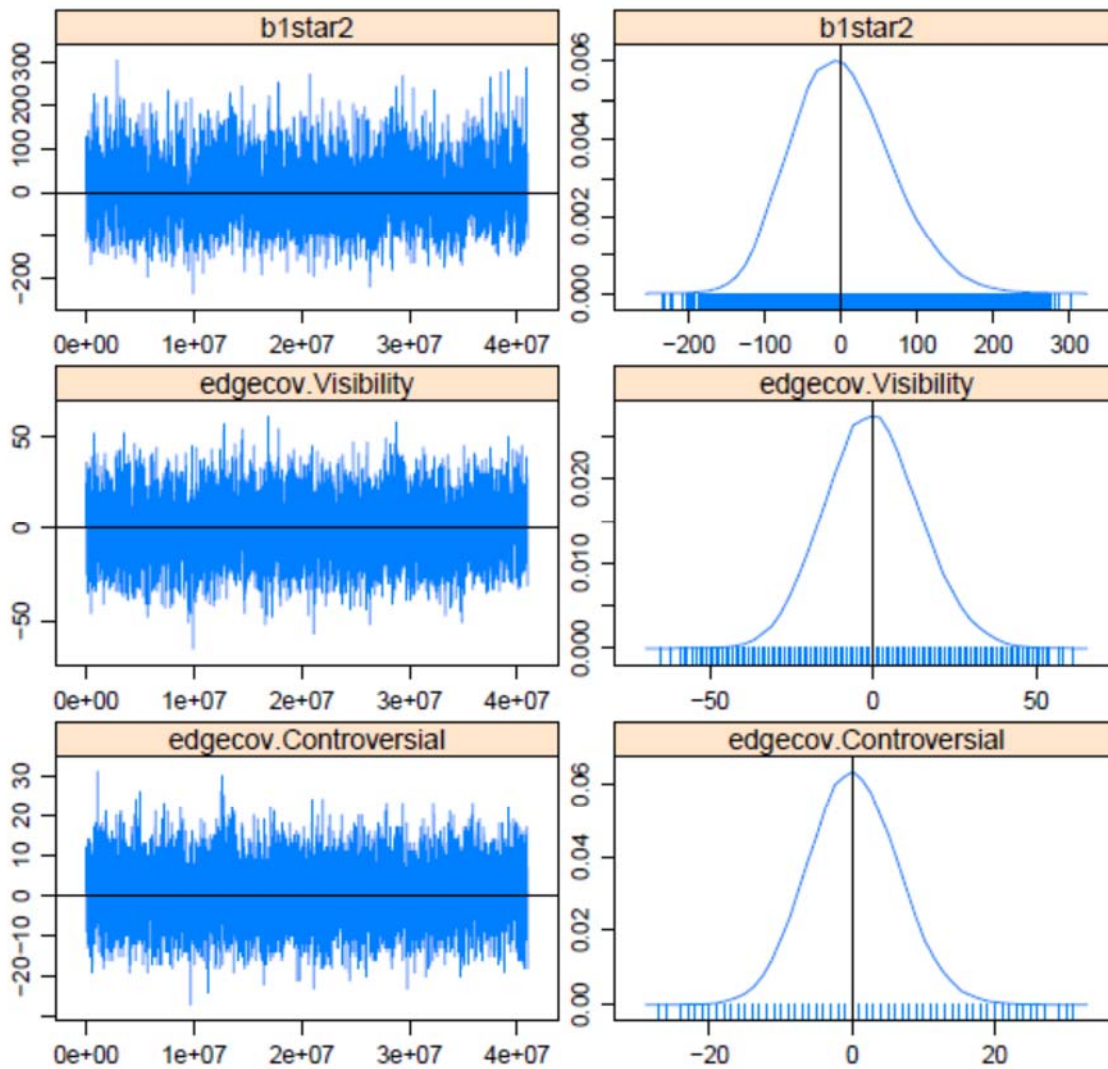 b1star2
b1star2
300
200
100
0
−200
0e+00 1e+07 2e+07 3e+07 4e+07
0.006
0.004
0.002
0.000
−200 −100 0 100 200 300
edgecov.Visibility
edgecov.Visibility
50
0
−50
0e+00 1e+07 2e+07 3e+07 4e+07
0.020
0.010
0.000
−50 0 50
edgecov.Controversial
edgecov.Controversial
30
20
10
0
−10
−20
0e+00 1e+07 2e+07 3e+07 4e+07
0.06
0.04
0.02
0.00
−20 0 20